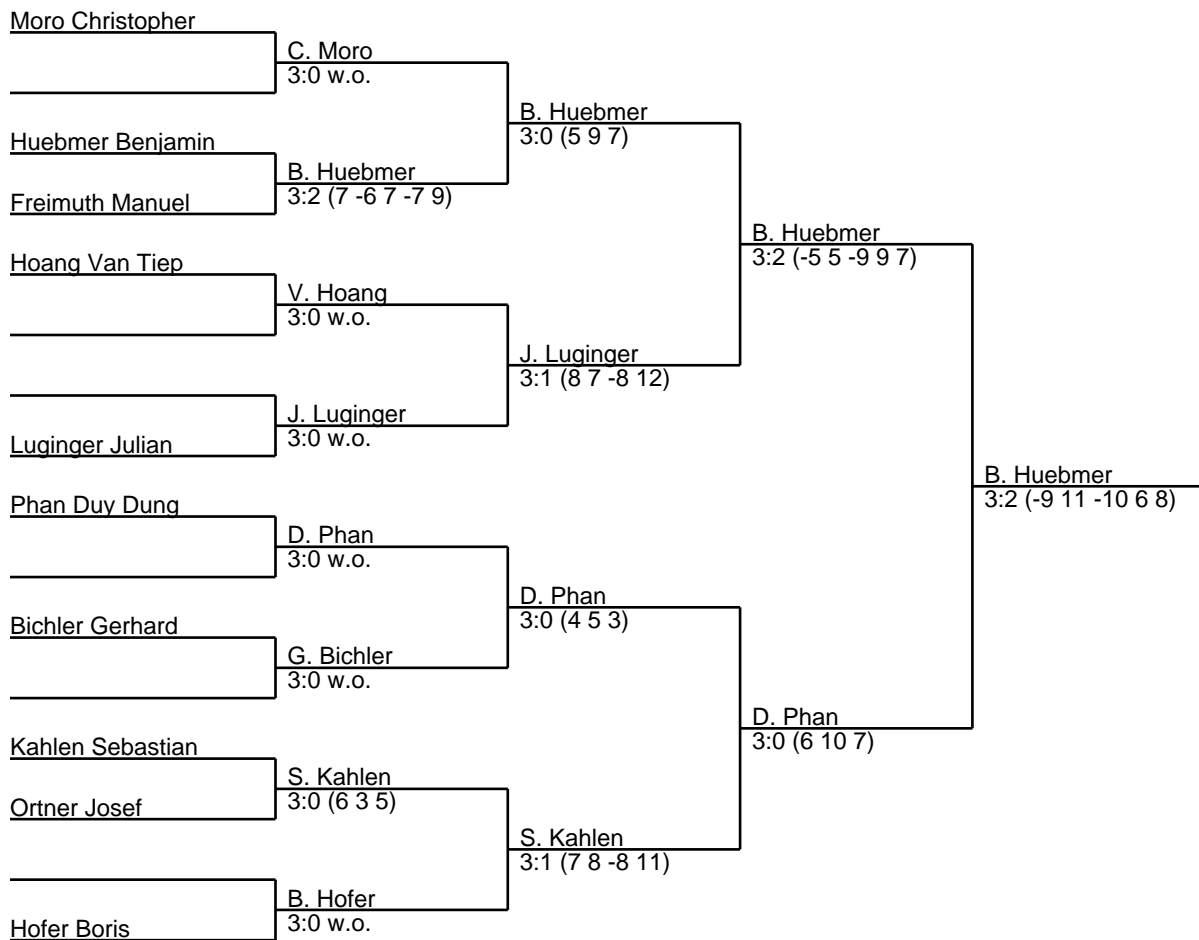 Moro Christopher
C. Moro
3:0 w.o.
B. Huebmer
3:0 (5 9 7)
Huebmer Benjamin
B. Huebmer
3:2 (7 -6 7 -7 9)
Freimuth Manuel
B. Huebmer
3:2 (-5 5 -9 9 7)
Hoang Van Tiep
V. Hoang
3:0 w.o.
J. Luginger
3:1 (8 7 -8 12)
J. Luginger
3:0 w.o.
Luginger Julian
B. Huebmer
3:2 (-9 11 -10 6 8)
Phan Duy Dung
D. Phan
3:0 w.o.
D. Phan
3:0 (4 5 3)
Bichler Gerhard
G. Bichler
3:0 w.o.
D. Phan
3:0 (6 10 7)
Kahlen Sebastian
S. Kahlen
3:0 (6 3 5)
Ortner Josef
S. Kahlen
3:1 (7 8 -8 11)
B. Hofer
3:0 w.o.
Hofer Boris